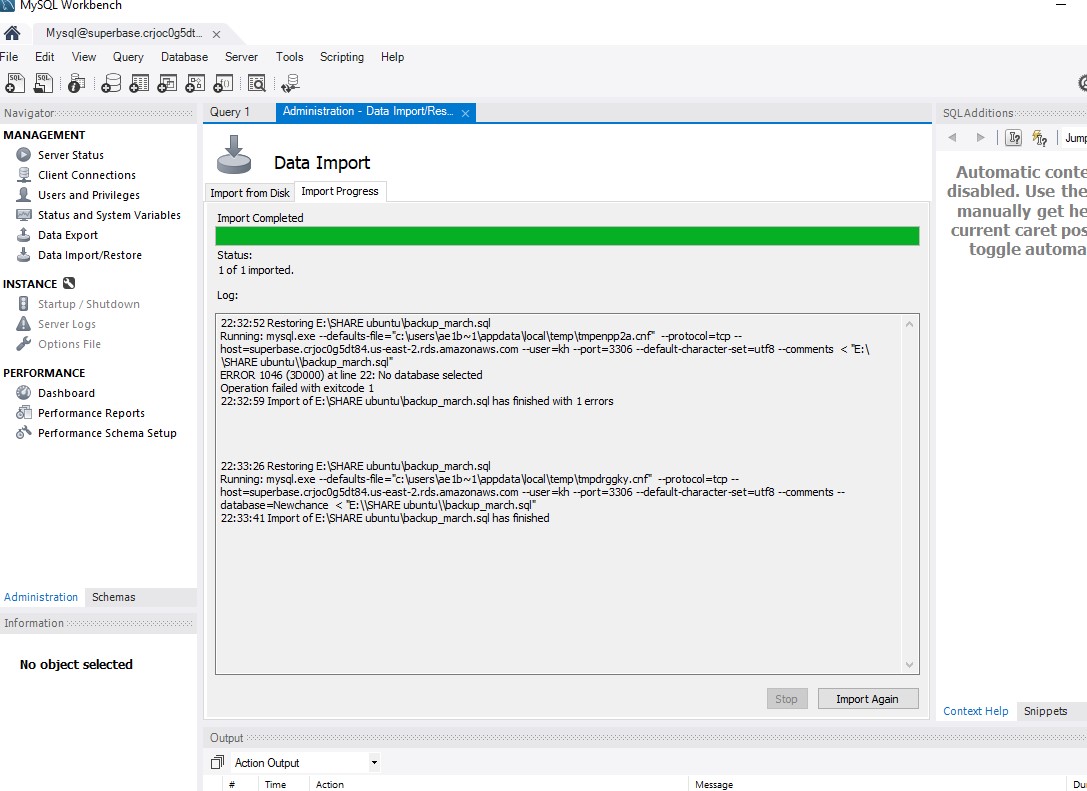 MySQL Workbench
Mysql@superbase.crjoc0g5dt...
File Edit View Query Database Server Tools Scripting Help
Navigator
MANAGEMENT
Server Status
Client Connections
Users and Privileges
Status and System Variables
Data Export
Data Import/Restore
INSTANCE
Startup / Shutdown
Server Logs
Options File
PERFORMANCE
Dashboard
Performance Reports
Performance Schema Setup
Administration Schemas
Information
No object selected
Query 1
Administration - Data Import/Res...
Data Import
Import from Disk Import Progress
Import Completed
Status:
1 of 1 imported.
Log:
22:32:52 Restoring E:\SHARE ubuntu\backup_march.sql
Running: mysql.exe --defaults-file="c:\users\ae1b~1\appdata\local\temp\tmpenpp2a.cnf"  --protocol=tcp --
host=superbase.crjoc0g5dt84.us-east-2.rds.amazonaws.com --user=kh --port=3306 --default-character-set=utf8 --comments  < "E:\
\SHARE ubuntu\\backup_march.sql"
ERROR 1046 (3D000) at line 22: No database selected
Operation failed with exitcode 1
22:32:59 Import of E:\SHARE ubuntu\backup_march.sql has finished with 1 errors
22:33:26 Restoring E:\SHARE ubuntu\backup_march.sql
Running: mysql.exe --defaults-file="c:\users\ae1b~1\appdata\local\temp\tmpdrggky.cnf"  --protocol=tcp --
host=superbase.crjoc0g5dt84.us-east-2.rds.amazonaws.com --user=kh --port=3306 --default-character-set=utf8 --comments --
database=Newchance  < "E:\\SHARE ubuntu\\backup_march.sql"
22:33:41 Import of E:\SHARE ubuntu\backup_march.sql has finished
Stop Import Again
Output
Action Output
# Time Action Message Du
SQLAdditions
Jump
Automatic conte
disabled. Use the
manually get he
current caret pos
toggle automa
Context Help Snippets